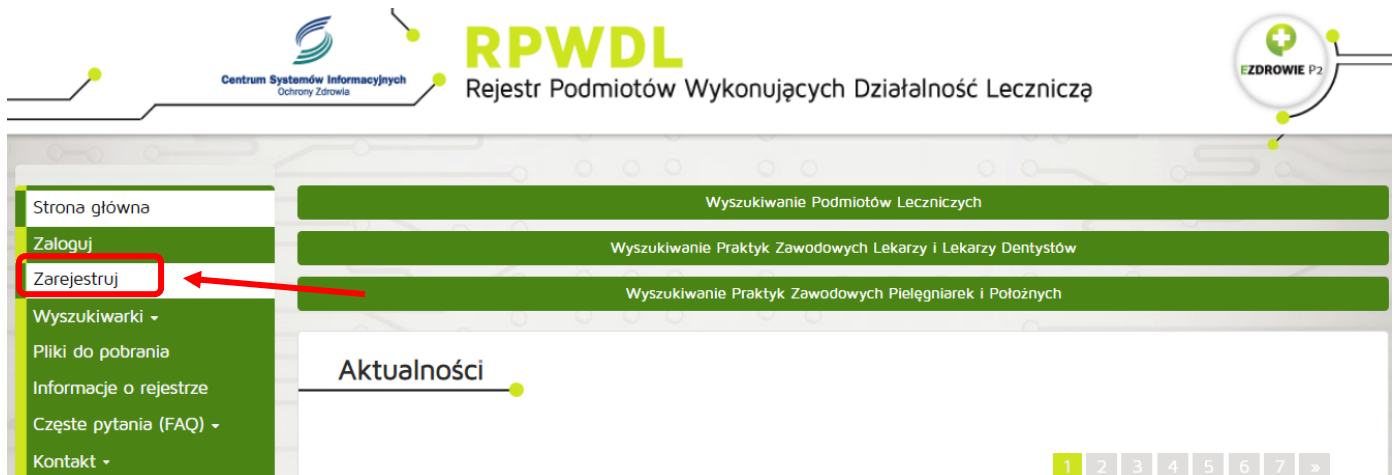 Centrum Systemów Informacyjnych
Ochrony Zdrowia
RPWDL
Rejestr Podmiotów Wykonujących Działalność Leczniczą
EZDROWIE P2
Strona główna
Zaloguj
Zarejestruj
Wyszukiwarki
Pliki do pobrania
Informacje o rejestrze
Częste pytania (FAQ)
Kontakt
Wyszukiwanie Podmiotów Leczniczych
Wyszukiwanie Praktyk Zawodowych Lekarzy i Lekarzy Dentystów
Wyszukiwanie Praktyk Zawodowych Pielęgniarek i Położnych
Aktualności
1 2 3 4 5 6 7 »